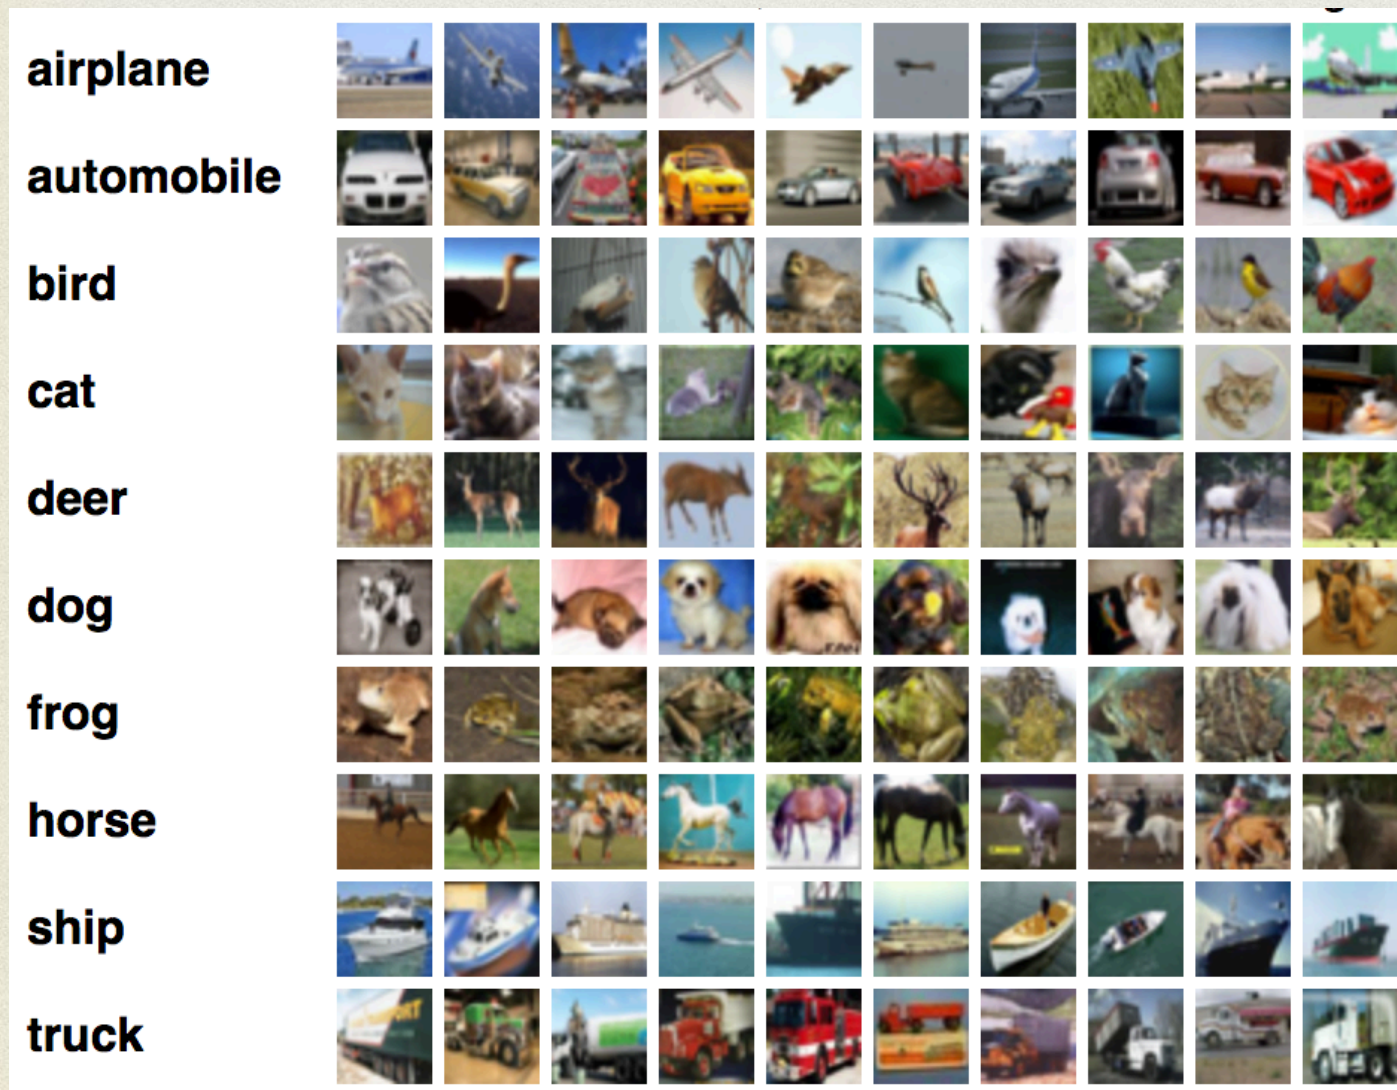 airplane
automobile
bird
cat
deer
dog
frog
horse
ship
truck